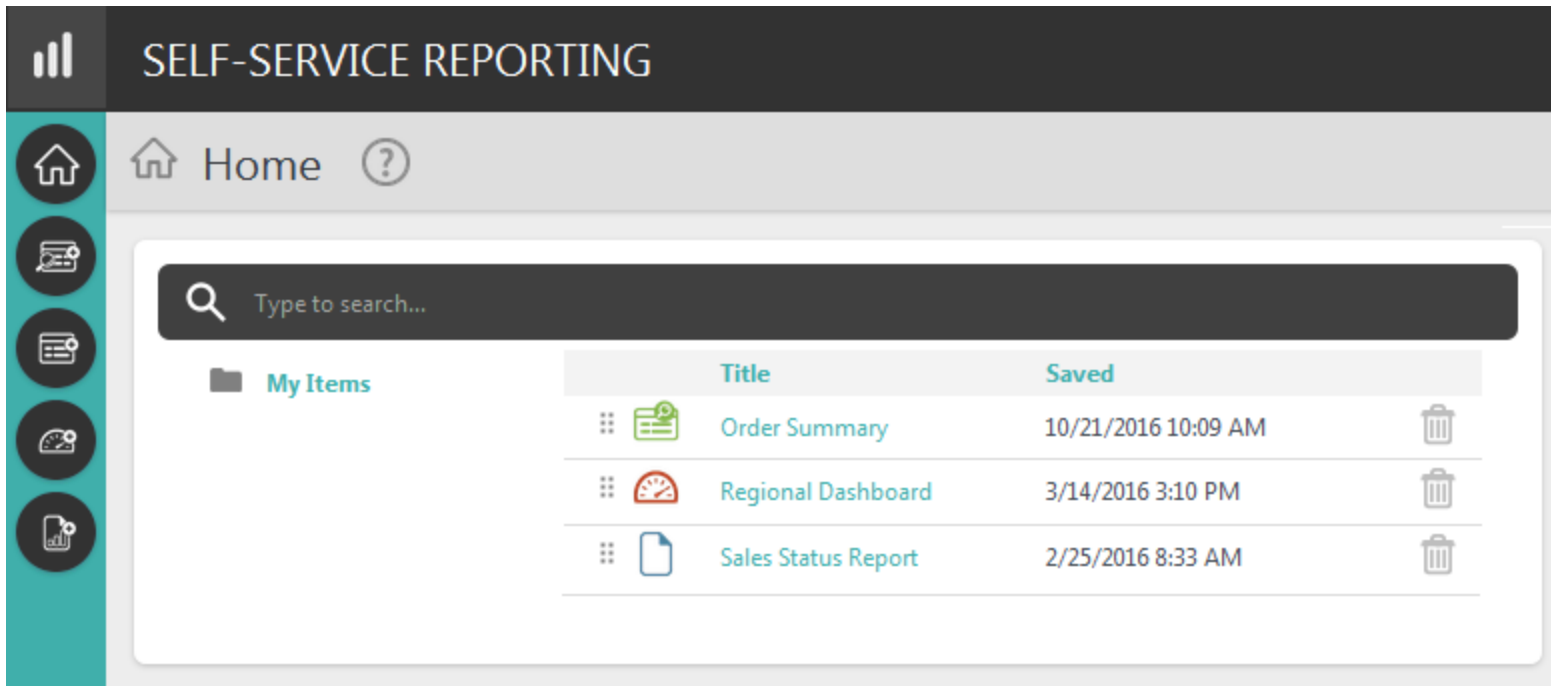 SELF-SERVICE REPORTING
Home ?
Type to search...
My Items
Title Saved
Order Summary 10/21/2016 10:09 AM
Regional Dashboard 3/14/2016 3:10 PM
Sales Status Report 2/25/2016 8:33 AM